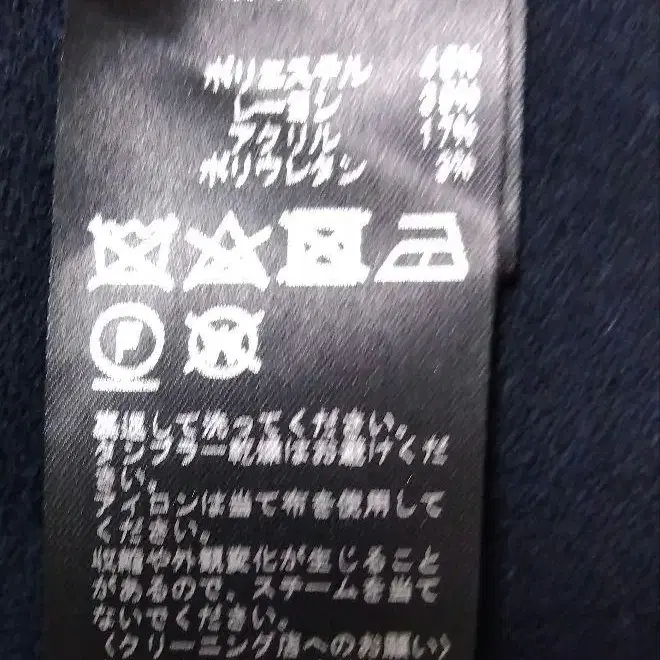 ポリエステル
レーヨン
アクリル 17%
ポリウレタン
P
W
裏返して洗ってください。
タンブラー乾燥はお避けくだ
さい。
アイロンは当て布を使用して
ください。
収縮や外観変化が生じること
があるので、スチームを当て
ないでください。
〈クリーニング店へのお願い〉